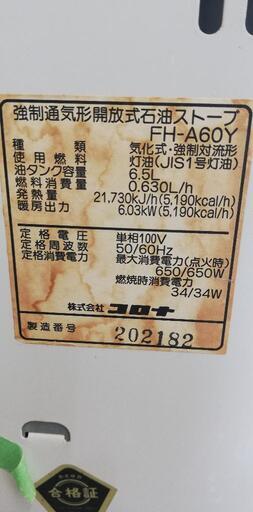 強制通気形開放式石油ストーブ
FH-A60Y
種類 気化式・強制対流形
使用燃料 灯油(JIS1号灯油)
油タンク容量 6.5L
燃料消費量 0.630L/h
発熱量 21.730kJ/h(5,190kcal/h)
暖房出力 6.03kW(5,190kcal/h)
定格電圧 単相100V
定格周波数 50/60Hz
定格消費電力 最大消費電力(点火時)
650/650W
燃焼時消費電力
34/34W
株式会社コロナ
製造番号 202182
合格証